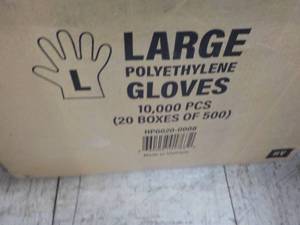 L
LARGE
POLYETHYLENE
GLOVES
10,000 PCS
(20 BOXES OF 500)